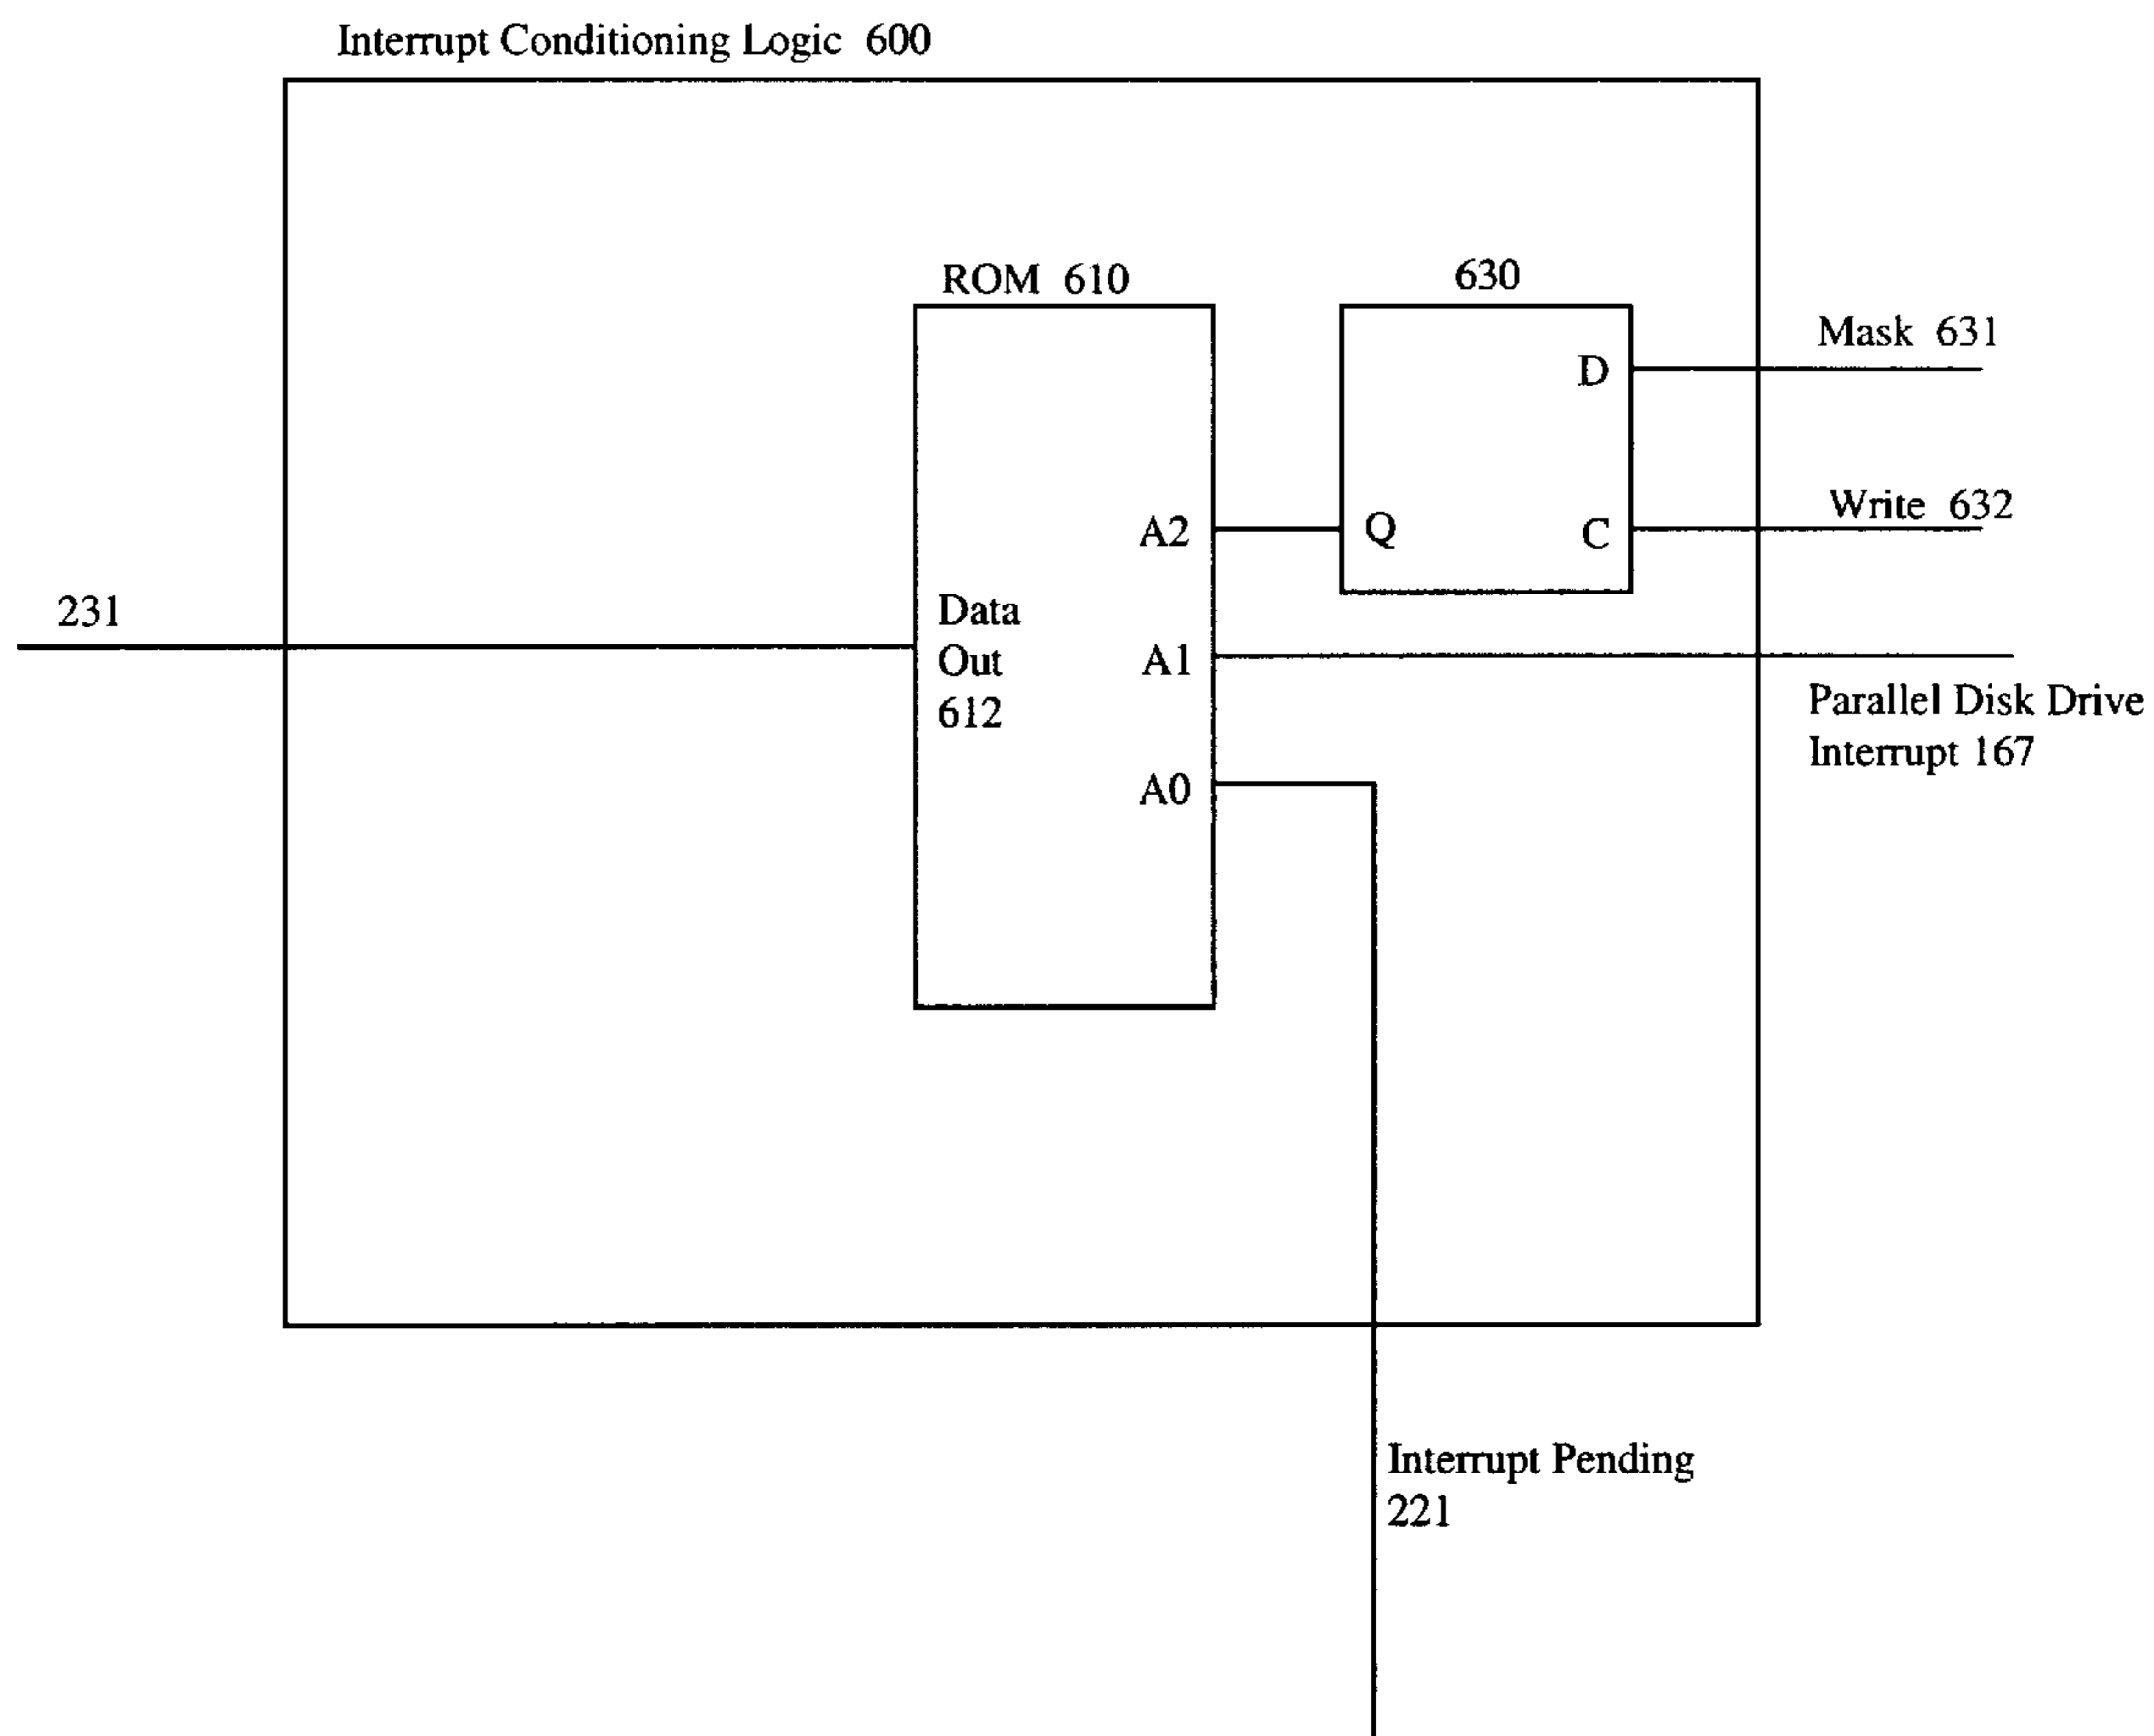 Interrupt Conditioning Logic 600
ROM 610
630
D
Mask 631
A2
Q
C
Write 632
231
Data
Out
612
A1
Parallel Disk Drive
Interrupt 167
A0
Interrupt Pending
221